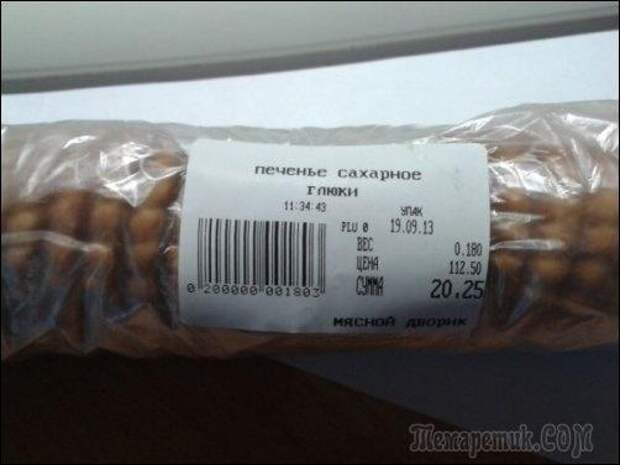 печенье сахарное
глюки
11:34:43
УПАК
PLU 0 19.09.13
ВЕС 0.180
ЦЕНА 112.50
СУММА 20.25
0 200000 001803
мясной дворик
Тетаретик.COM